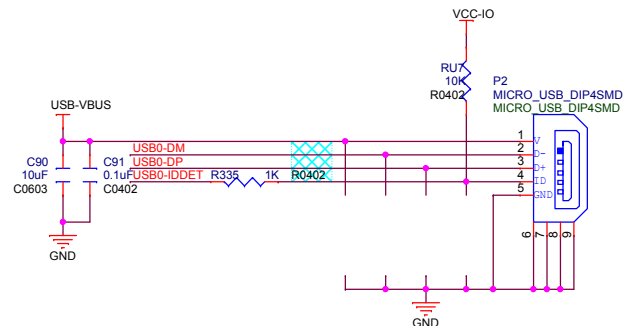 VCC-IO
RU7
10K
R0402
P2
MICRO_USB_DIP4SMD
MICRO_USB_DIP4SMD
USB-VBUS
1
V
USB0-DM
2
D-
C90
C91
USB0-DP
3
D+
10uF
0.1uF
USB0-IDDET
R335
1K
R0402
4
ID
C0603
C0402
5
GND
6
7
8
9
GND
GND